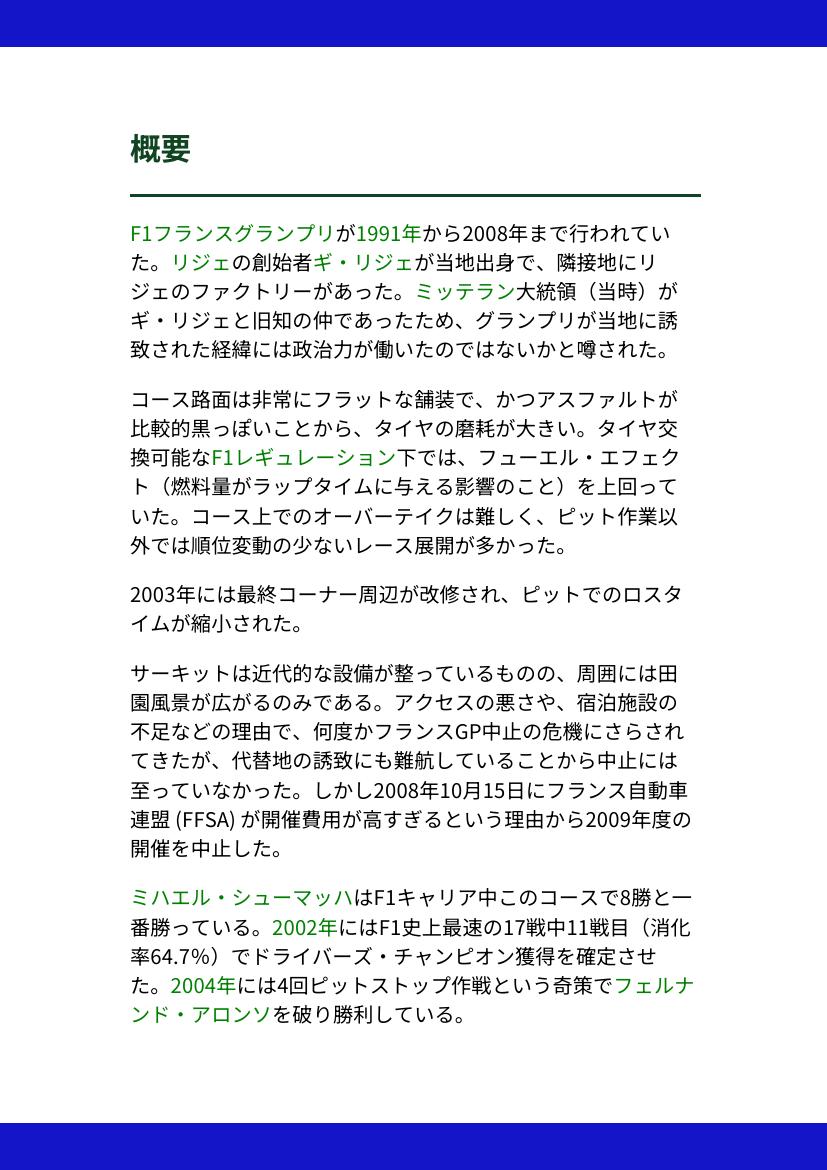 概要
F1フランスグランプリが1991年から2008年まで行われてい
た。リジェの創始者ギ・リジェが当地出身で、隣接地にリ
ジェのファクトリーがあった。ミッテラン大統領（当時）が
ギ・リジェと旧知の仲であったため、グランプリが当地に誘
致された経緯には政治力が働いたのではないかと噂された。
コース路面は非常にフラットな舗装で、かつアスファルトが
比較的黒っぽいことから、タイヤの磨耗が大きい。タイヤ交
換可能なF1レギュレーション下では、フューエル・エフェク
ト（燃料量がラップタイムに与える影響のこと）を上回って
いた。コース上でのオーバーテイクは難しく、ピット作業以
外では順位変動の少ないレース展開が多かった。
2003年には最終コーナー周辺が改修され、ピットでのロスタ
イムが縮小された。
サーキットは近代的な設備が整っているものの、周囲には田
園風景が広がるのみである。アクセスの悪さや、宿泊施設の
不足などの理由で、何度かフランスGP中止の危機にさらされ
てきたが、代替地の誘致にも難航していることから中止には
至っていなかった。しかし2008年10月15日にフランス自動車
連盟 (FFSA) が開催費用が高すぎるという理由から2009年度の
開催を中止した。
ミハエル・シューマッハはF1キャリア中このコースで8勝と一
番勝っている。2002年にはF1史上最速の17戦中11戦目（消化
率64.7%）でドライバーズ・チャンピオン獲得を確定させ
た。2004年には4回ピットストップ作戦という奇策でフェルナ
ンド・アロンソを破り勝利している。